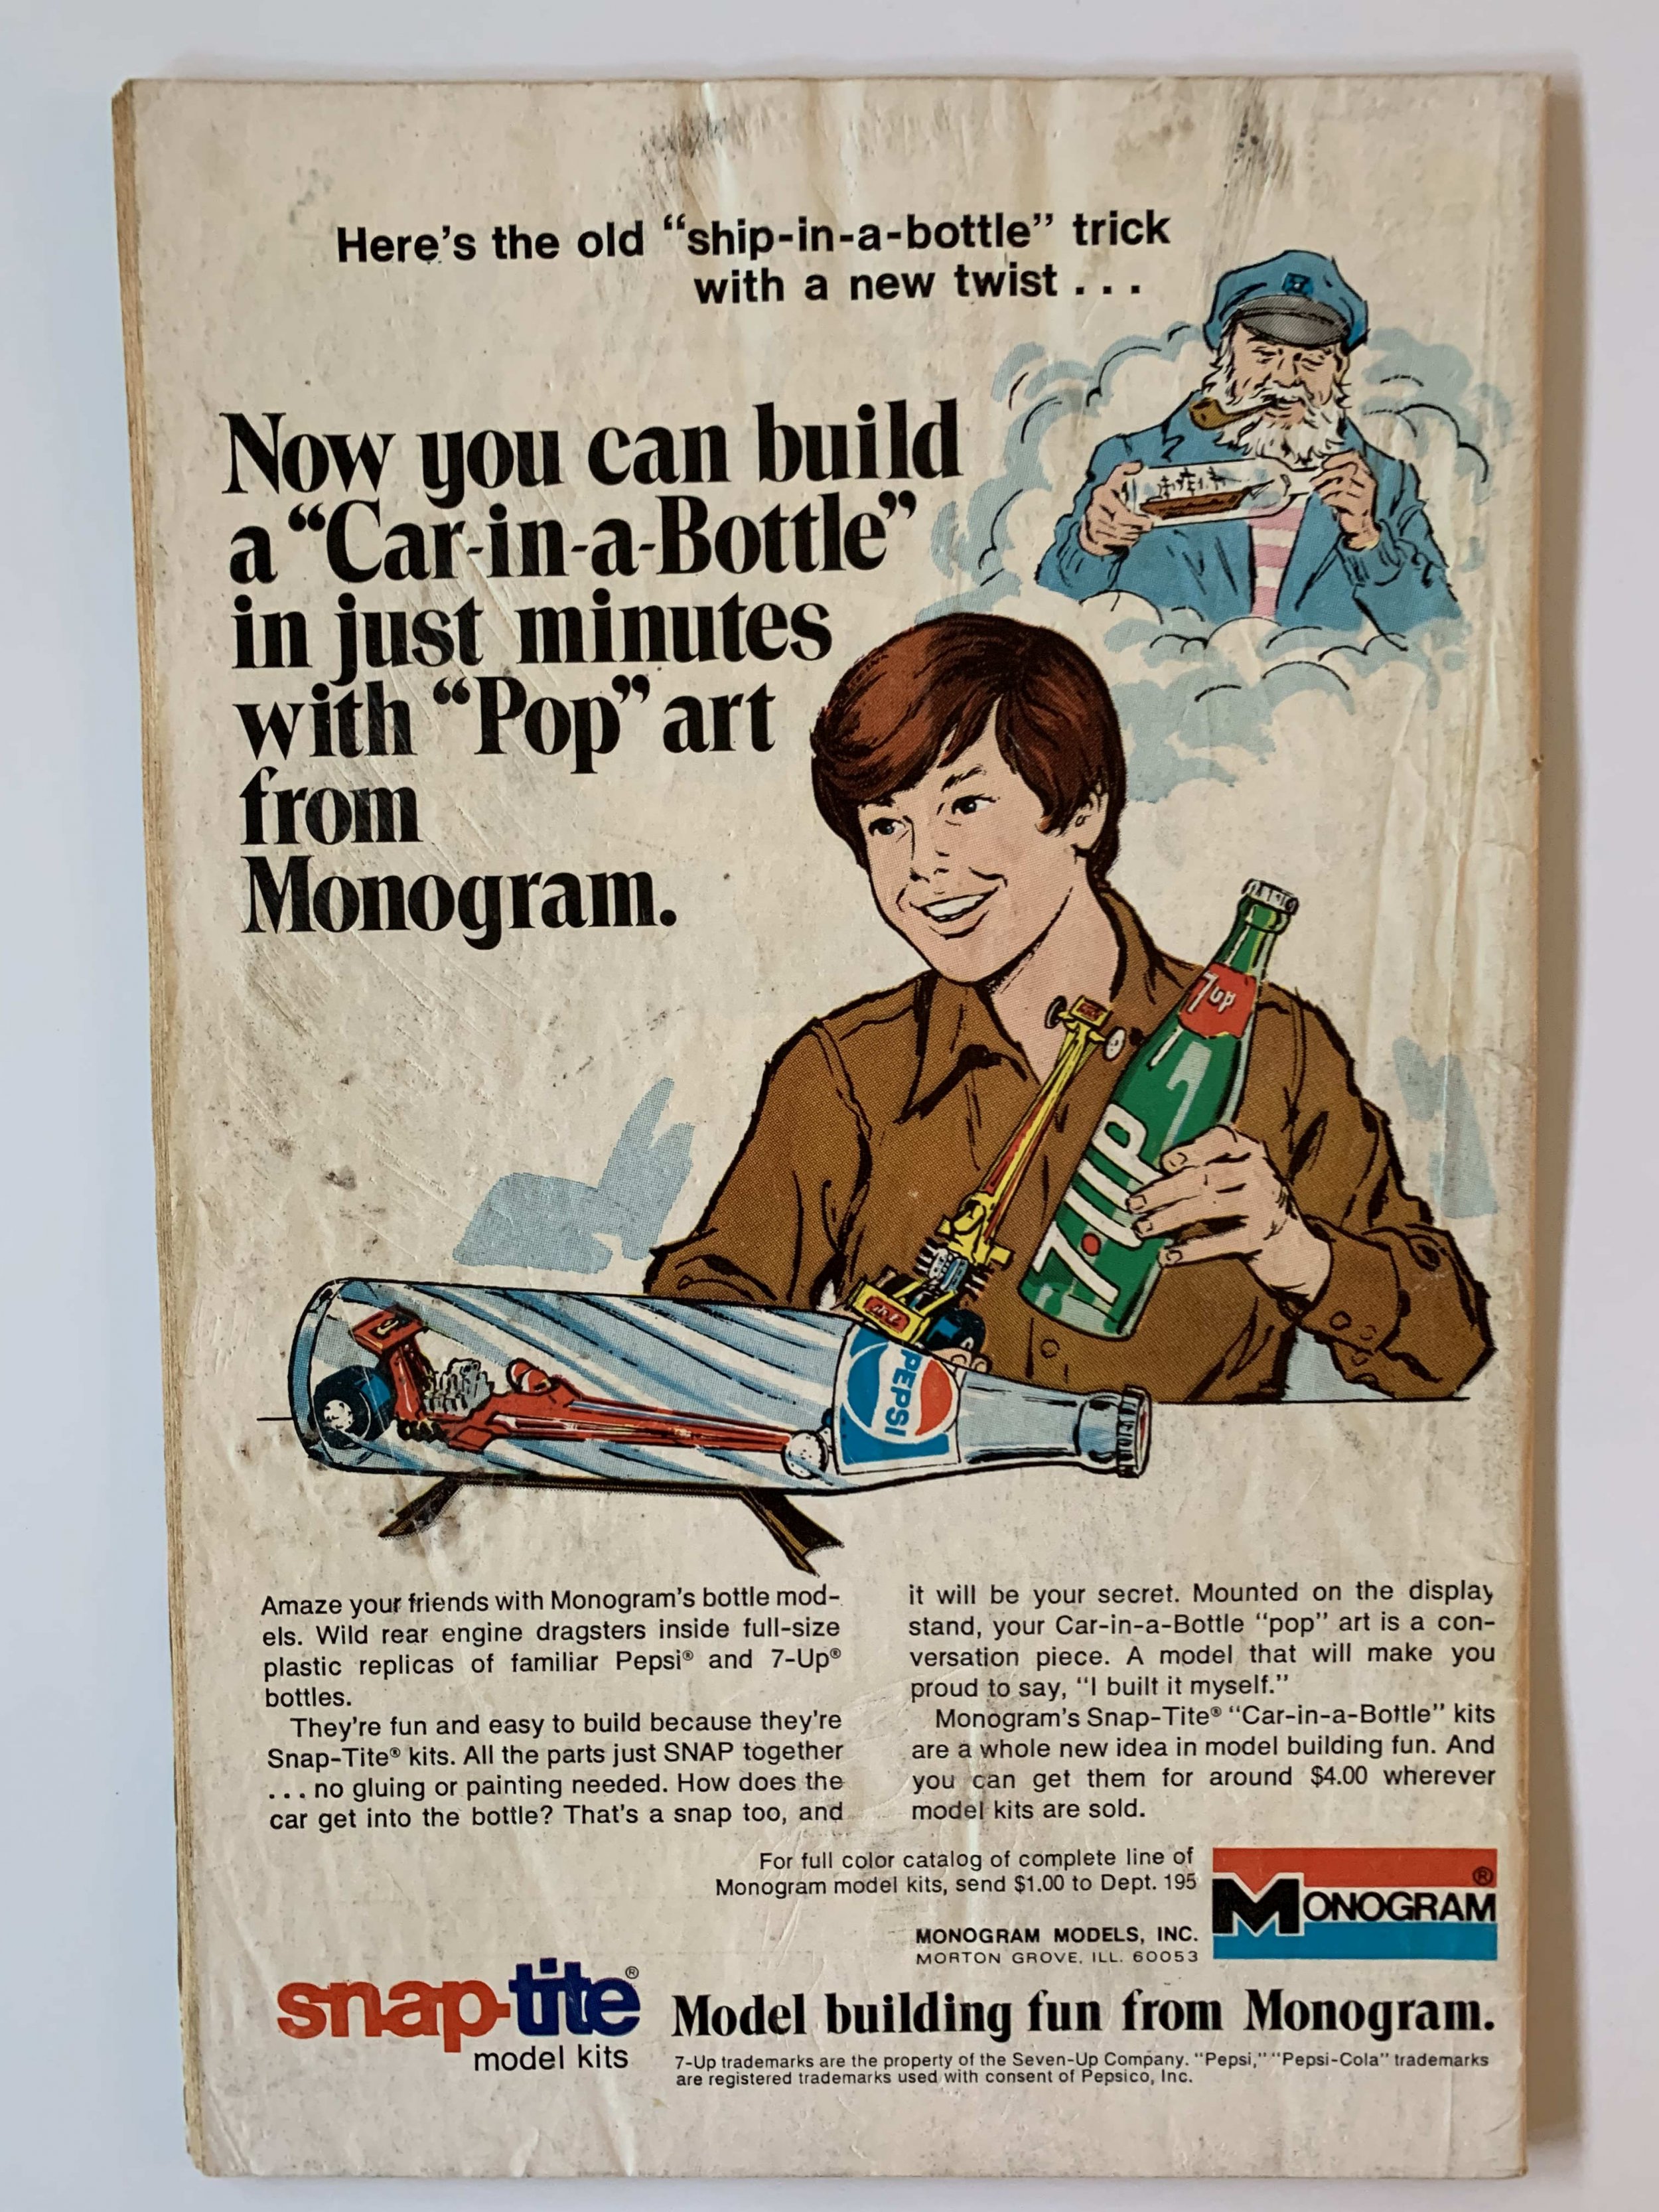 Here's the old “ship-in-a-bottle” trick
with a new twist . . .
Now you can build
a “Car-in-a-Bottle”
in just minutes
with “Pop” art
from
Monogram.
7up
7·UP
PEPSI
Amaze your friends with Monogram's bottle mod-
els. Wild rear engine dragsters inside full-size
plastic replicas of familiar Pepsi® and 7-Up®
bottles.
They're fun and easy to build because they're
Snap-Tite® kits. All the parts just SNAP together
. . . no gluing or painting needed. How does the
car get into the bottle? That's a snap too, and
it will be your secret. Mounted on the display
stand, your Car-in-a-Bottle “pop” art is a con-
versation piece. A model that will make you
proud to say, “I built it myself.”
Monogram's Snap-Tite® “Car-in-a-Bottle” kits
are a whole new idea in model building fun. And
you can get them for around $4.00 wherever
model kits are sold.
For full color catalog of complete line of
Monogram model kits, send $1.00 to Dept. 195
MONOGRAM MODELS, INC.
MORTON GROVE, ILL. 60053
MONOGRAM®
snap-tite®
model kits
Model building fun from Monogram.
7-Up trademarks are the property of the Seven-Up Company. “Pepsi,” “Pepsi-Cola” trademarks
are registered trademarks used with consent of Pepsico, Inc.